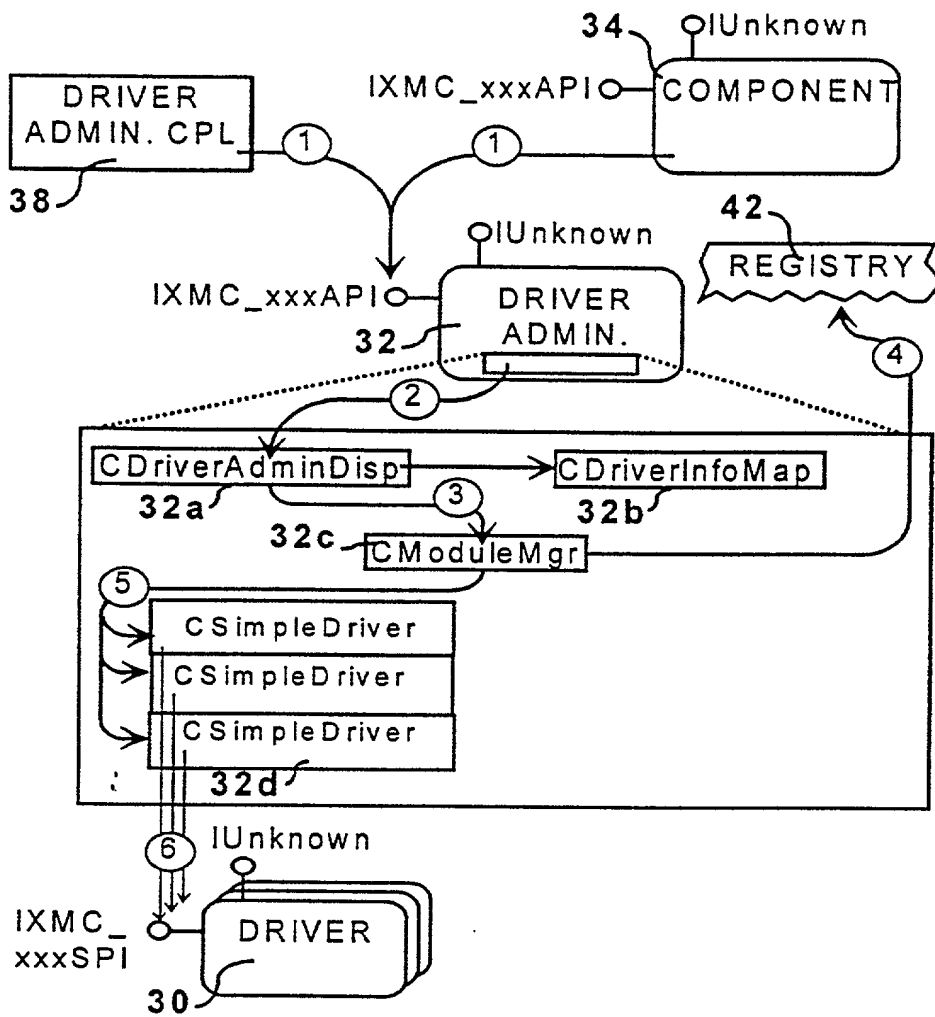 34
IUnknown
IXMC_xxxAPI
COMPONENT
DRIVER
ADMIN. CPL
1
1
38
42
IUnknown
REGISTRY
IXMC_xxxAPI
DRIVER
ADMIN.
32
4
2
CDriverAdminDisp
CDriverInfoMap
32a
3
32b
32c
CModuleMgr
5
CSimpleDriver
CSimpleDriver
CSimpleDriver
32d
6
IUnknown
IXMC_
xxxSPI
DRIVER
30